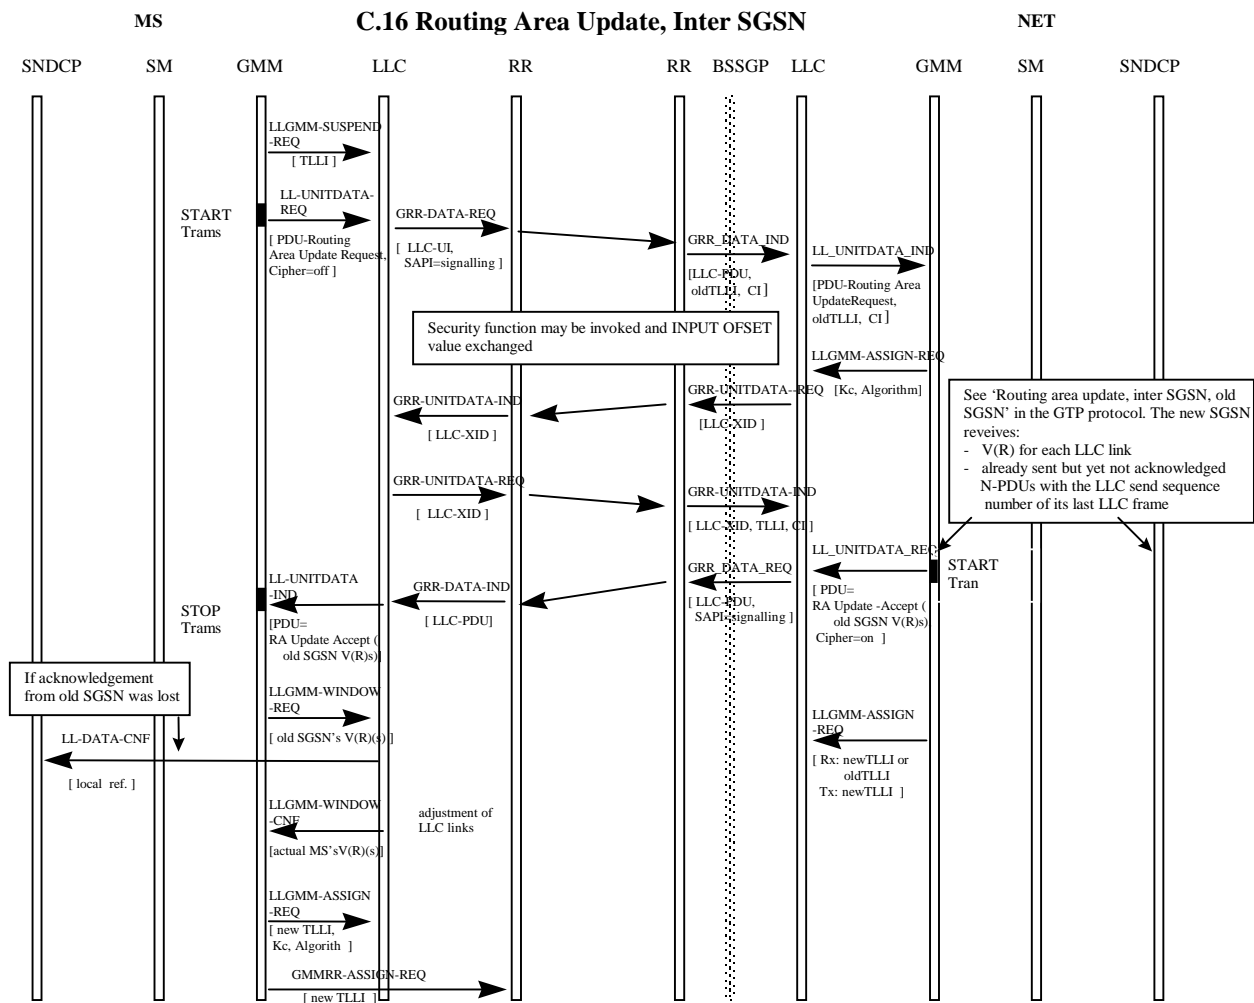 MS
C.16 Routing Area Update, Inter SGSN
NET
SNDCP
SM
GMM
LLC
RR
RR
BSSGP
LLC
GMM
SM
SNDCP
LLGMM-SUSPEND
-REQ
[ TLLI ]
START
Trams
LL-UNITDATA-
REQ
[ PDU-Routing
Area Update Request,
Cipher=off ]
GRR-DATA-REQ
[ LLC-UI,
SAPI=signalling ]
GRR_DATA_IND
[LLC-PDU,
oldTLLI, CI ]
LL_UNITDATA_IND
[PDU-Routing Area
UpdateRequest,
oldTLLI, CI ]
Security function may be invoked and INPUT OFSET
value exchanged
LLGMM-ASSIGN-REQ
[Kc, Algorithm]
GRR-UNITDATA--REQ
[LLC-XID ]
GRR-UNITDATA-IND
[ LLC-XID ]
See ‘Routing area update, inter SGSN, old
SGSN’ in the GTP protocol. The new SGSN
reveives:
- V(R) for each LLC link
- already sent but yet not acknowledged
N-PDUs with the LLC send sequence
number of its last LLC frame
GRR-UNITDATA-REQ
[ LLC-XID ]
GRR-UNITDATA-IND
[ LLC-XID, TLLI, CI ]
LL_UNITDATA_REQ
START
Tran
[ PDU=
RA Update -Accept (
old SGSN V(R)s)
Cipher=on ]
GRR_DATA_REQ
[ LLC-PDU,
SAPI=signalling ]
GRR-DATA-IND
[ LLC-PDU]
LL-UNITDATA
-IND
STOP
Trams
[PDU=
RA Update Accept (
old SGSN V(R)s)]
If acknowledgement
from old SGSN was lost
LLGMM-WINDOW
-REQ
[ old SGSN's V(R)(s) ]
LLGMM-ASSIGN
-REQ
[ Rx: newTLLI or
oldTLLI
Tx: newTLLI ]
LL-DATA-CNF
[ local ref. ]
LLGMM-WINDOW
-CNF
[actual MS'sV(R)(s)]
adjustment of
LLC links
LLGMM-ASSIGN
-REQ
[ new TLLI,
Kc, Algorith ]
GMMRR-ASSIGN-REQ
[ new TLLI ]